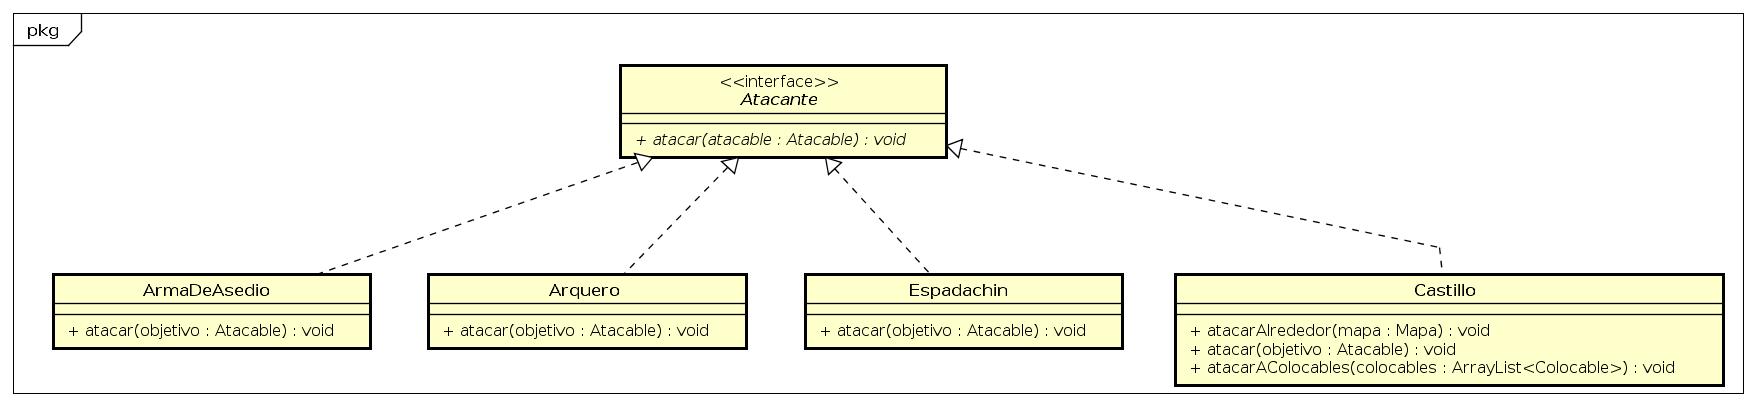 pkg
<<interface>>
Atacante
+ atacar(atacable : Atacable) : void
ArmaDeAsedio
+ atacar(objetivo : Atacable) : void
Arquero
+ atacar(objetivo : Atacable) : void
Espadachin
+ atacar(objetivo : Atacable) : void
Castillo
+ atacarAlrededor(mapa : Mapa) : void
+ atacar(objetivo : Atacable) : void
+ atacarAColocables(colocables : ArrayList<Colocable>) : void